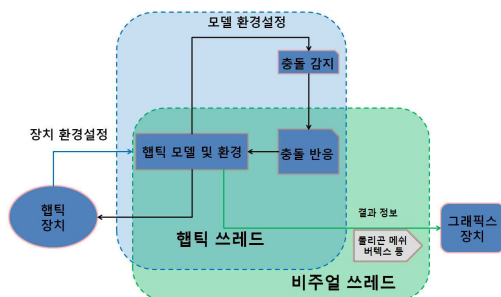 모델 환경설정
충돌 감지
장치 환경설정
햅틱 모델 및 환경
충돌 반응
햅틱
장치
결과 정보
그래픽스
장치
햅틱 쓰레드
폴리곤 메쉬
버텍스 등
비주얼 쓰레드